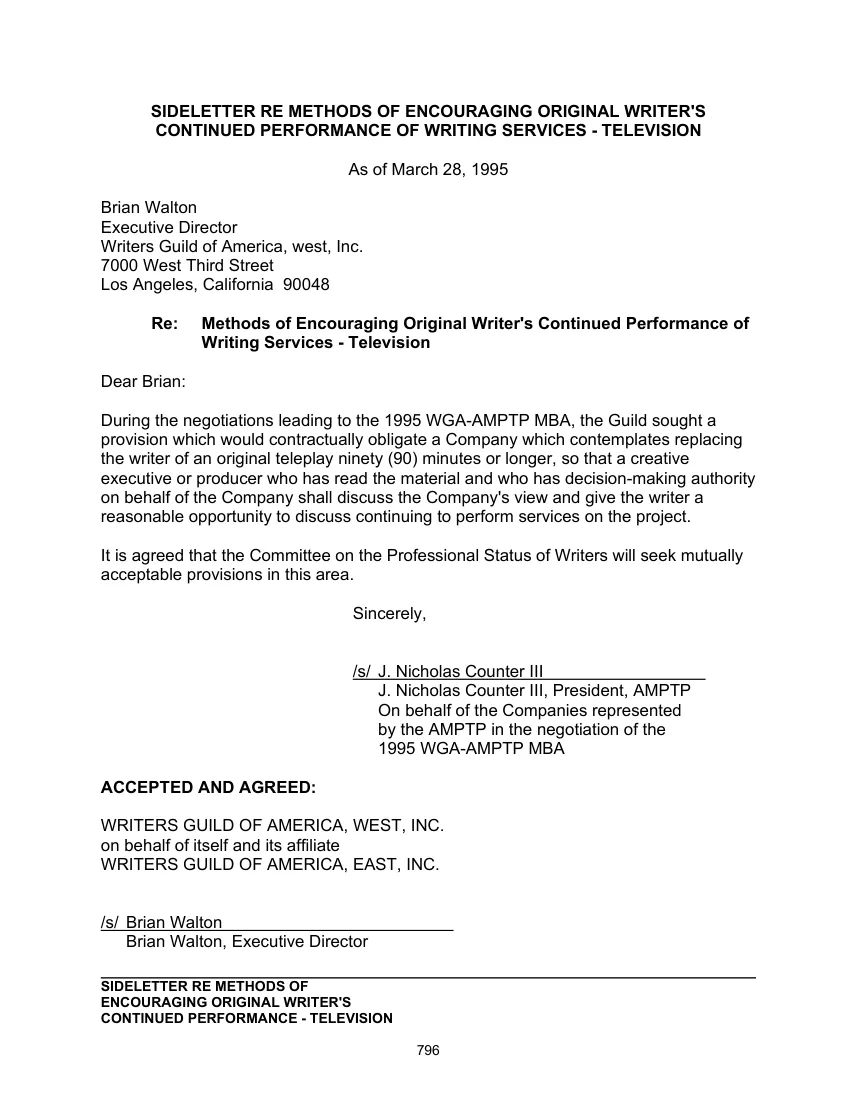 SIDELETTER RE METHODS OF ENCOURAGING ORIGINAL WRITER'S
CONTINUED PERFORMANCE OF WRITING SERVICES - TELEVISION
As of March 28, 1995
Brian Walton
Executive Director
Writers Guild of America, west, Inc.
7000 West Third Street
Los Angeles, California  90048
Re: Methods of Encouraging Original Writer's Continued Performance of
Writing Services - Television
Dear Brian:
During the negotiations leading to the 1995 WGA-AMPTP MBA, the Guild sought a
provision which would contractually obligate a Company which contemplates replacing
the writer of an original teleplay ninety (90) minutes or longer, so that a creative
executive or producer who has read the material and who has decision-making authority
on behalf of the Company shall discuss the Company's view and give the writer a
reasonable opportunity to discuss continuing to perform services on the project.
It is agreed that the Committee on the Professional Status of Writers will seek mutually
acceptable provisions in this area.
Sincerely,
/s/ J. Nicholas Counter III
J. Nicholas Counter III, President, AMPTP
On behalf of the Companies represented
by the AMPTP in the negotiation of the
1995 WGA-AMPTP MBA
ACCEPTED AND AGREED:
WRITERS GUILD OF AMERICA, WEST, INC.
on behalf of itself and its affiliate
WRITERS GUILD OF AMERICA, EAST, INC.
/s/ Brian Walton
Brian Walton, Executive Director
SIDELETTER RE METHODS OF
ENCOURAGING ORIGINAL WRITER'S
CONTINUED PERFORMANCE - TELEVISION
796